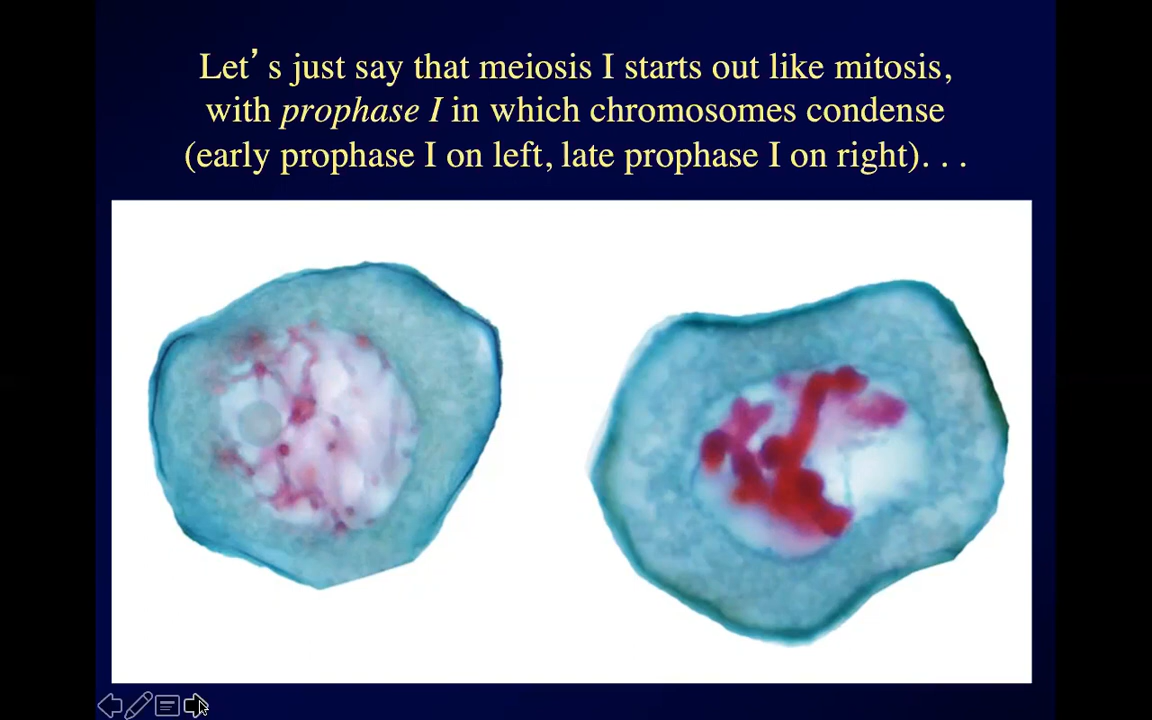 Let’s just say that meiosis I starts out like mitosis,
with prophase I in which chromosomes condense
(early prophase I on left, late prophase I on right). . .